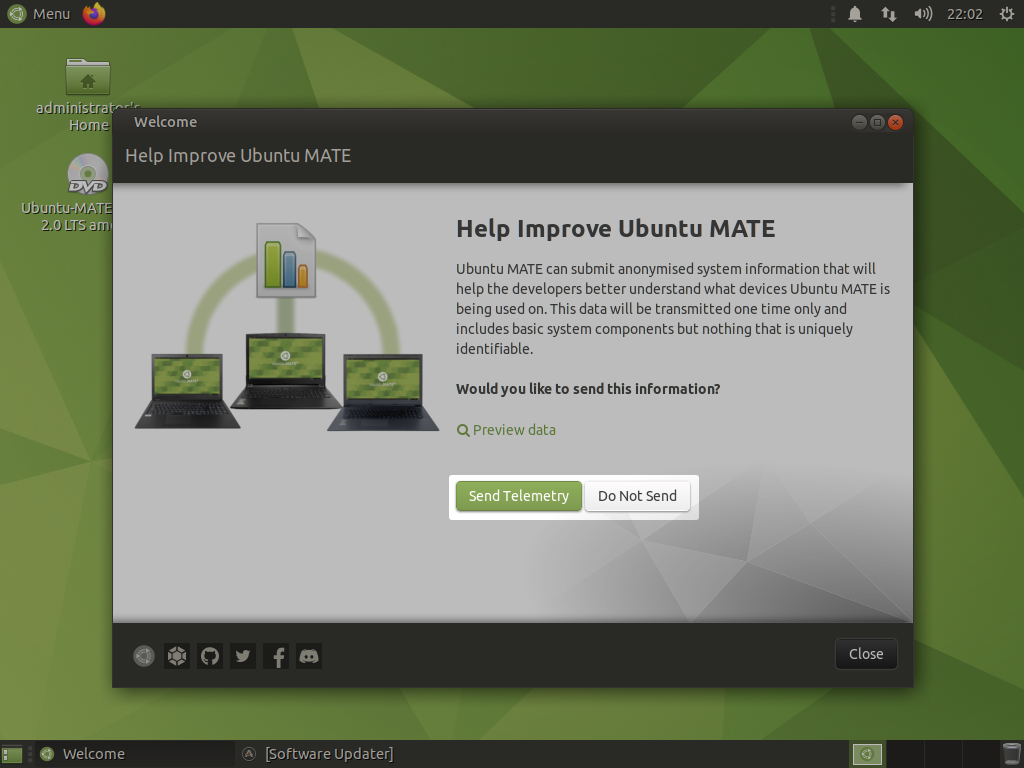 Menu
22:02
administrator's
Home
DVD
Ubuntu-MATE
2.0 LTS am
Welcome
Help Improve Ubuntu MATE
Help Improve Ubuntu MATE
Ubuntu MATE can submit anonymised system information that will
help the developers better understand what devices Ubuntu MATE is
being used on. This data will be transmitted one time only and
includes basic system components but nothing that is uniquely
identifiable.
Would you like to send this information?
Preview data
Send Telemetry
Do Not Send
Close
Welcome
[Software Updater]